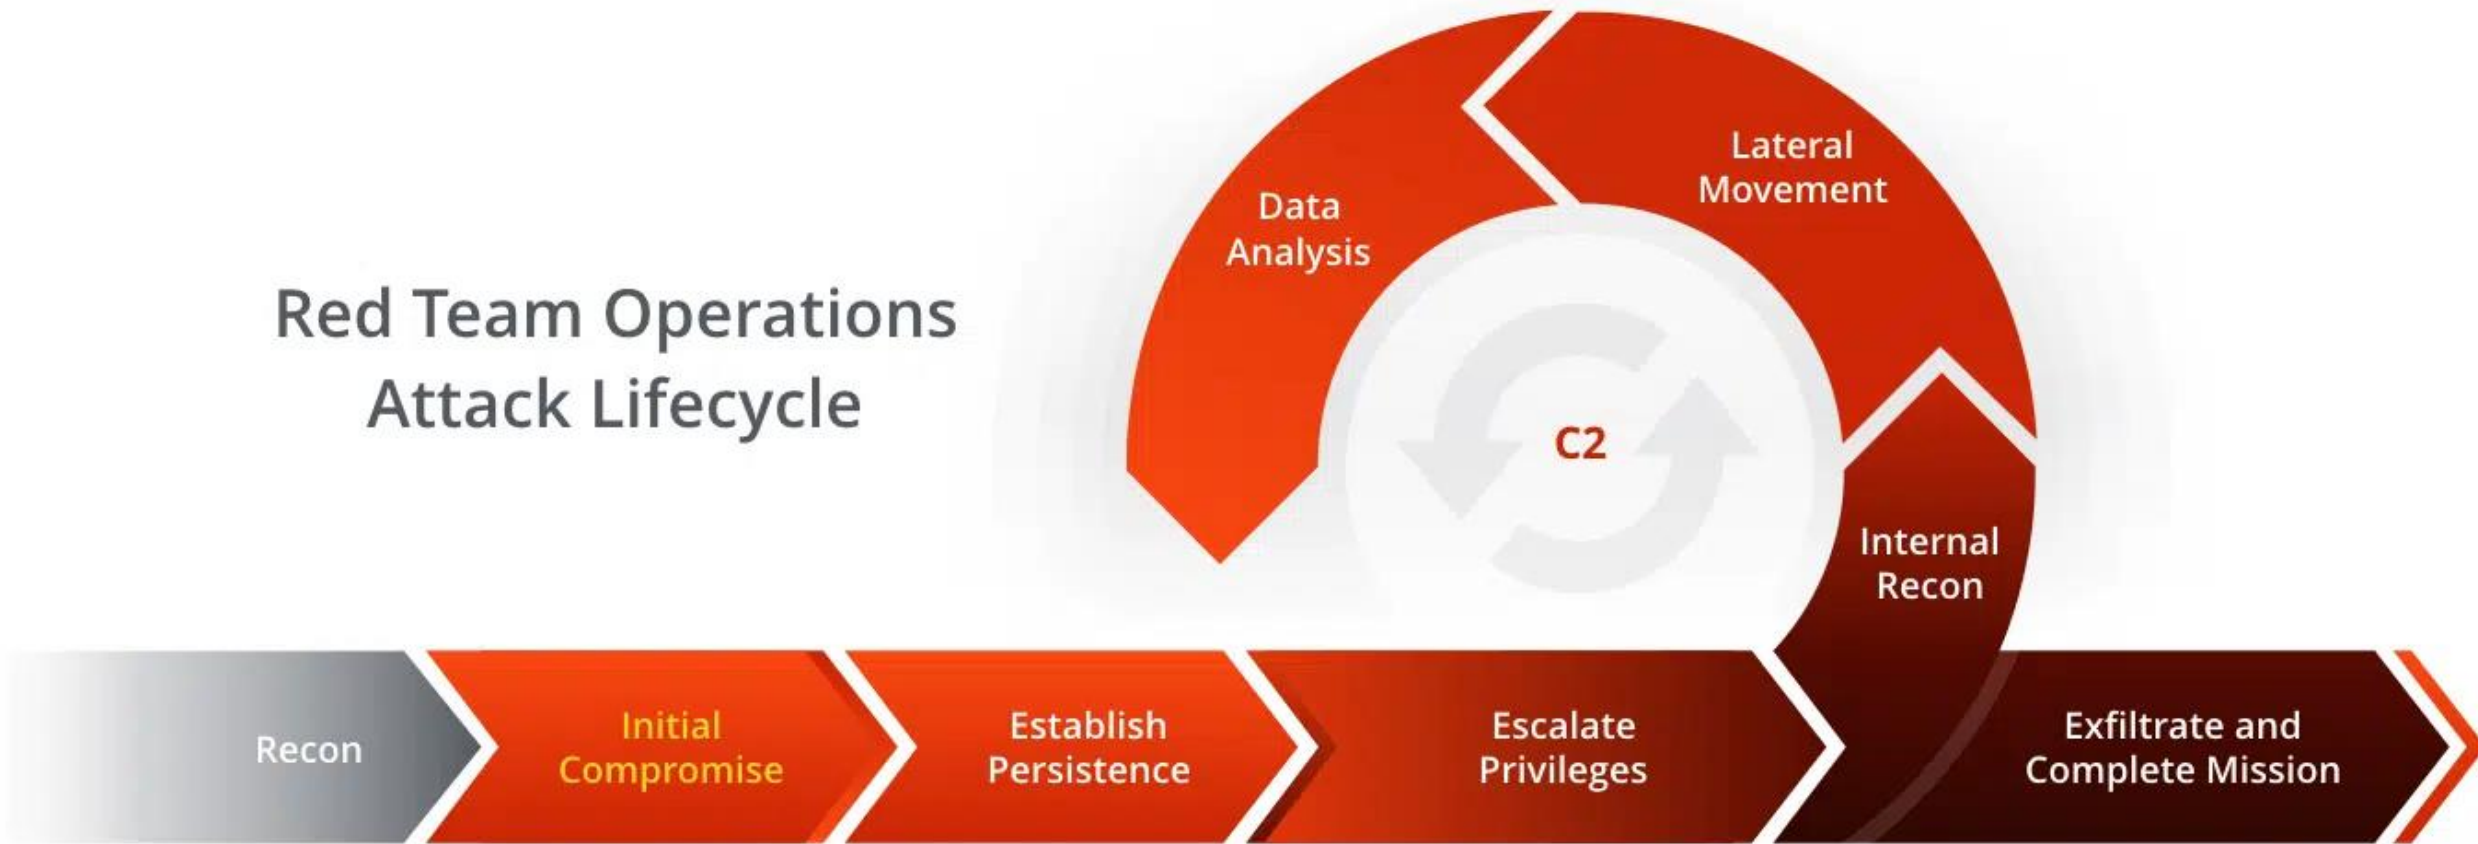 Red Team Operations
Attack Lifecycle
Data
Analysis
Lateral
Movement
C2
Internal
Recon
Recon
Initial
Compromise
Establish
Persistence
Escalate
Privileges
Exfiltrate and
Complete Mission